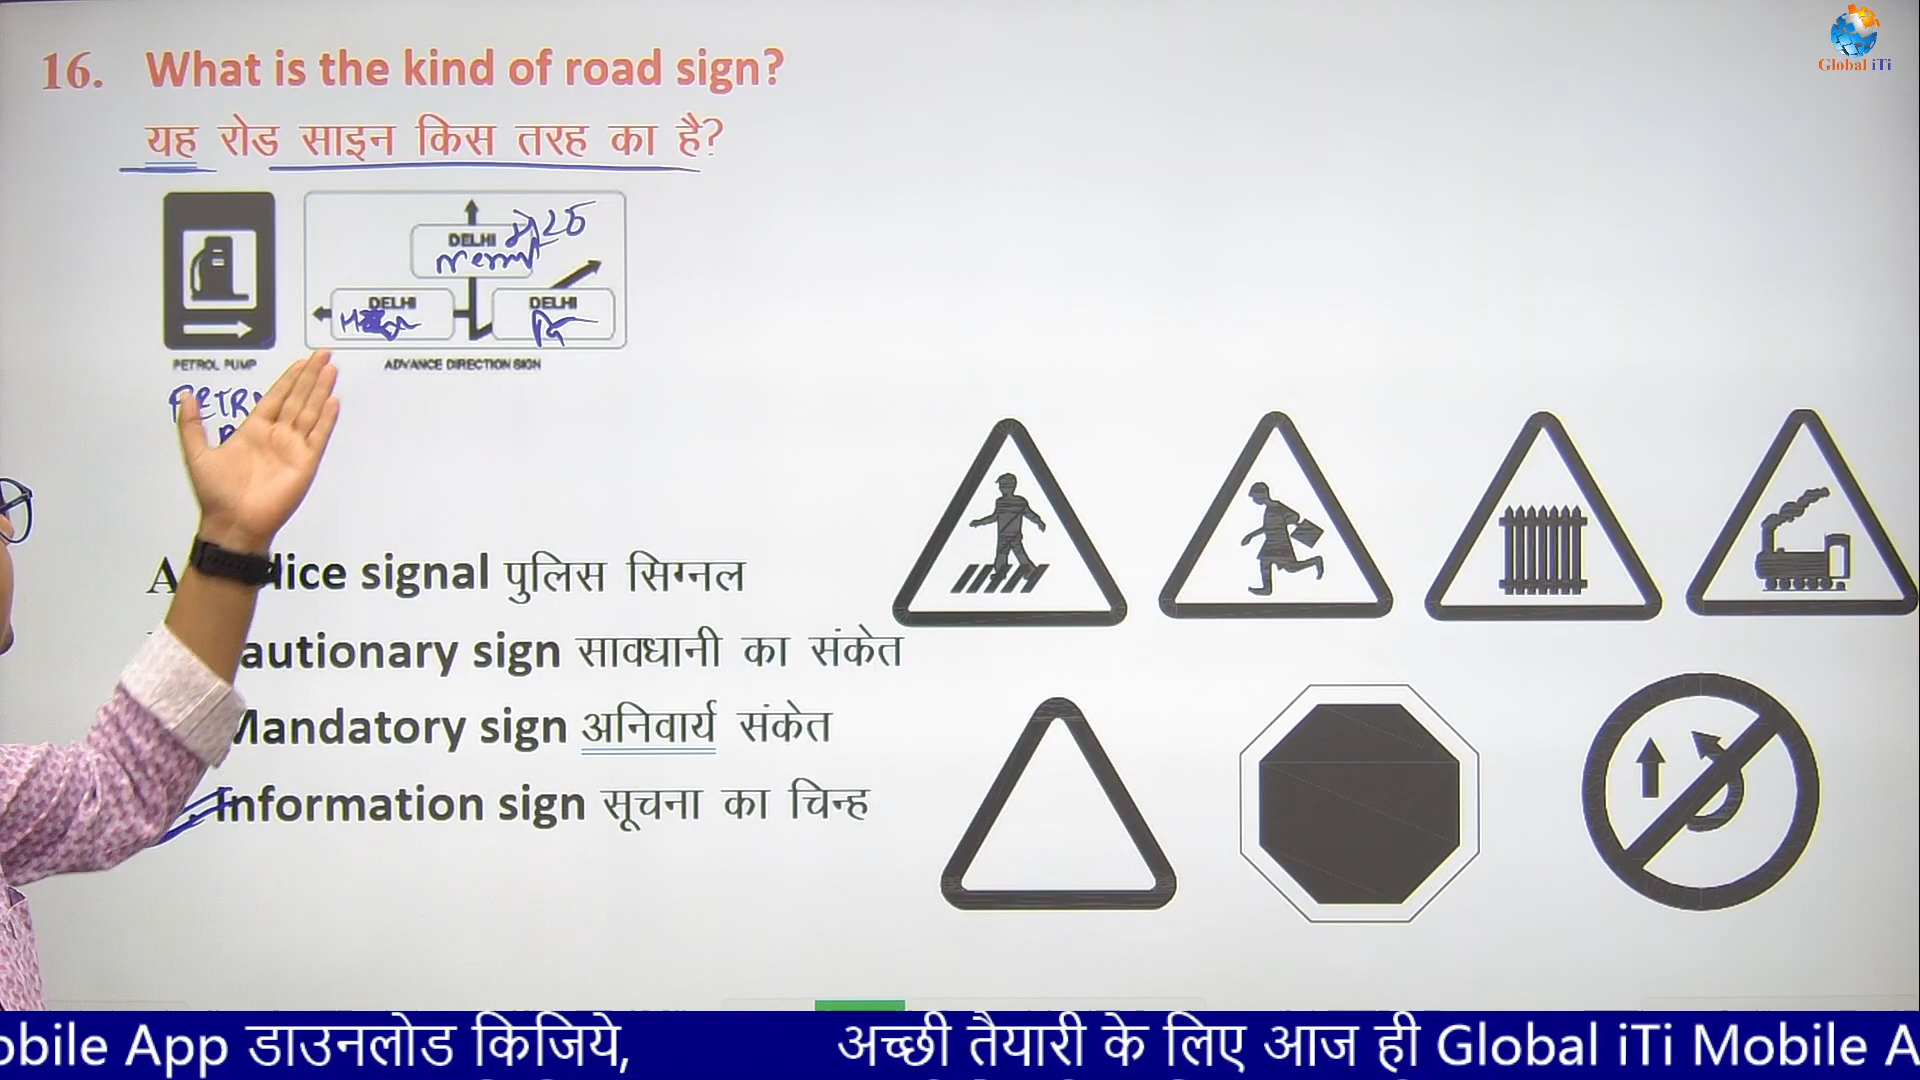 Global iTi
16. What is the kind of road sign?
यह रोड साइन किस तरह का है?
DELHI
DELHI
DELHI
PETROL PUMP
ADVANCE DIRECTION SIGN
A lice signal पुलिस सिग्नल
autionary sign सावधानी का संकेत
Mandatory sign अनिवार्य संकेत
Information sign सूचना का चिन्ह
obile App डाउनलोड किजिये, अच्छी तैयारी के लिए आज ही Global iTi Mobile A